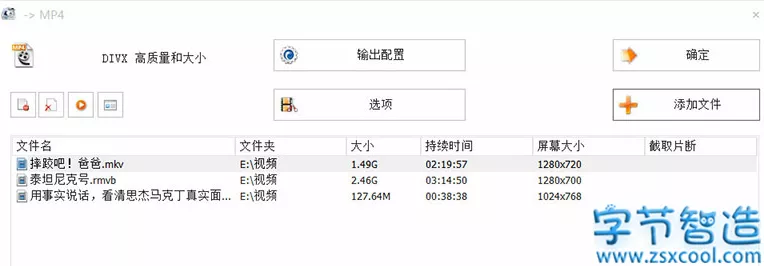 -> MP4
MP4
DIVX 高质量和大小
输出配置
确定
选项
添加文件
文件名 文件夹 大小 持续时间 屏幕大小 截取片断
摔跤吧！爸爸.mkv E:\视频 1.49G 02:19:57 1280x720
泰坦尼克号.rmvb E:\视频 2.46G 03:14:50 1280x700
用事实说话，看清思杰马克丁真实面... E:\视频 127.64M 00:38:38 1024x768
字节智造
www.zsxcool.com